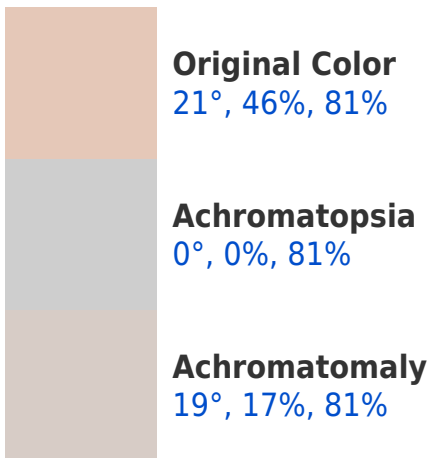 Original Color
21°, 46%, 81%
Achromatopsia
0°, 0%, 81%
Achromatomaly
19°, 17%, 81%